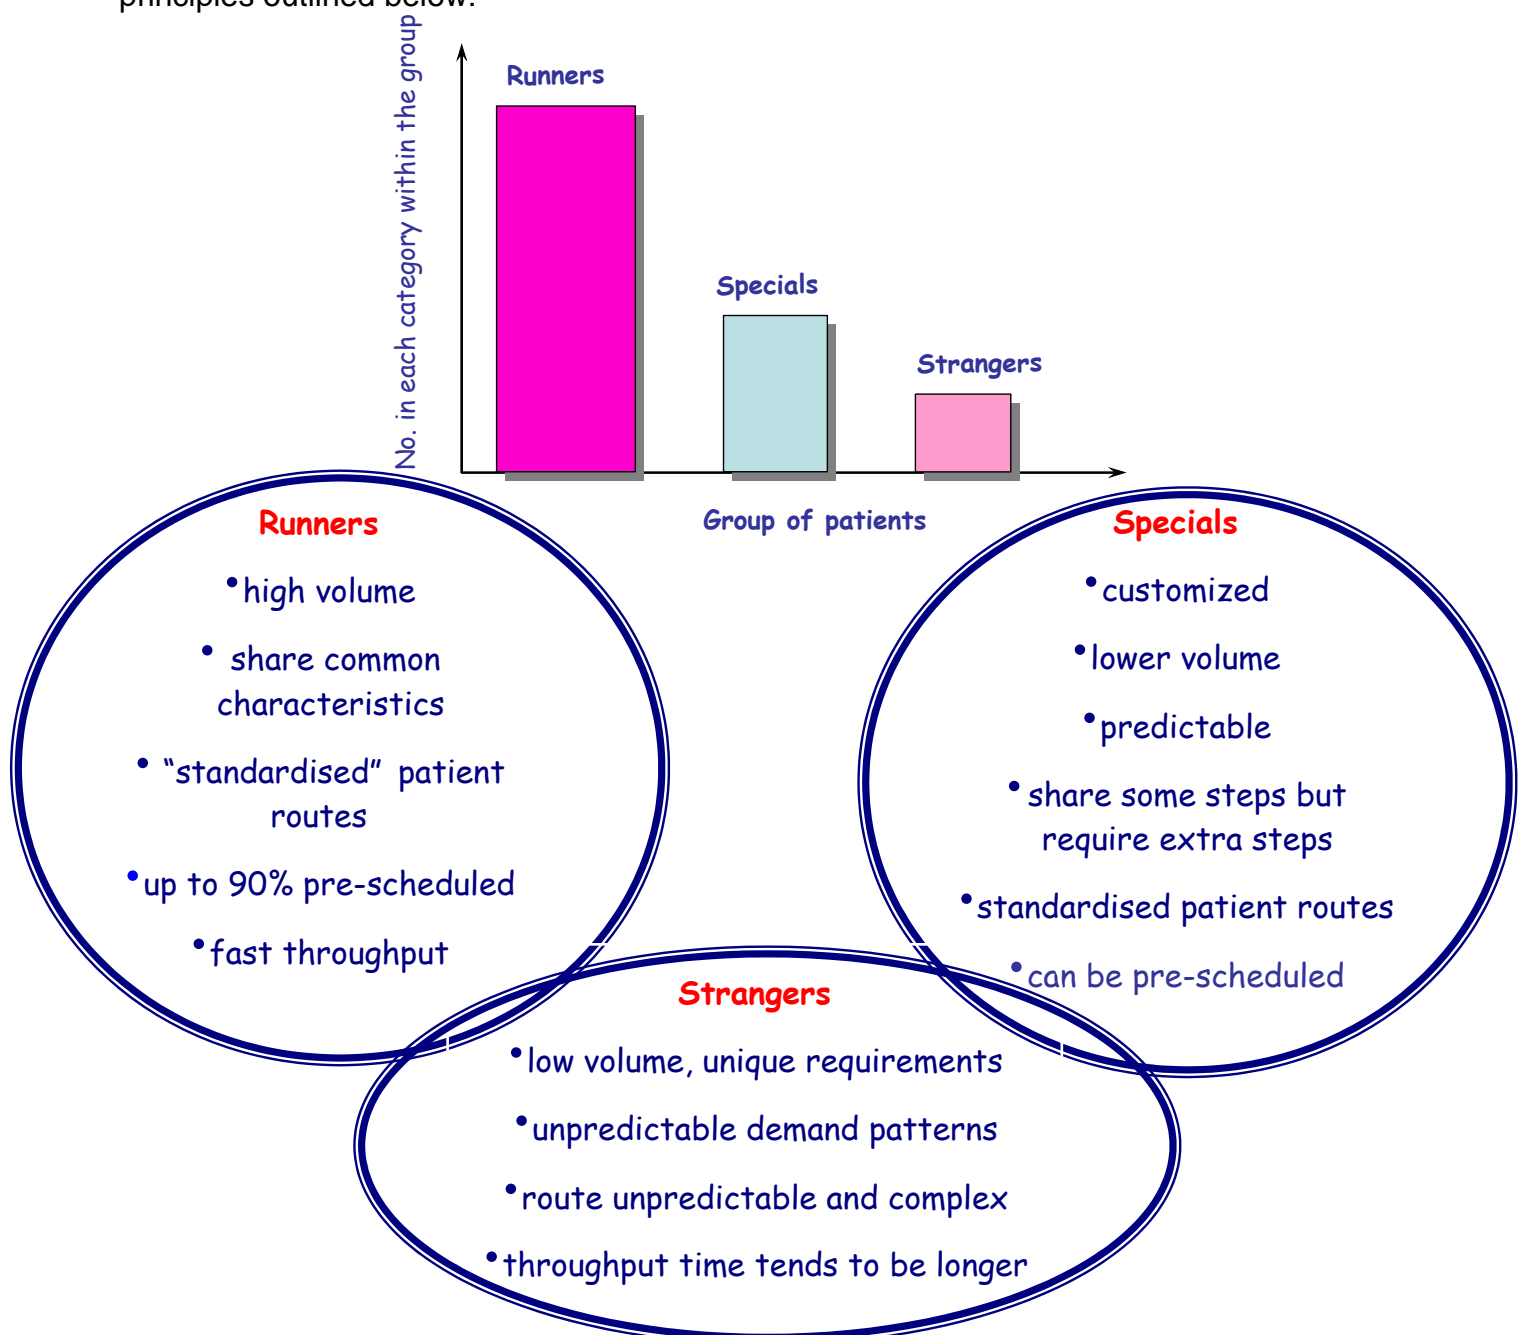 principles outlined below.
No. in each category within the group
Runners
Specials
Strangers
Group of patients
Runners
•high volume
• share common
characteristics
• “standardised” patient
routes
•up to 90% pre-scheduled
•fast throughput
Specials
•customized
•lower volume
•predictable
•share some steps but
require extra steps
•standardised patient routes
•can be pre-scheduled
Strangers
•low volume, unique requirements
•unpredictable demand patterns
•route unpredictable and complex
•throughput time tends to be longer